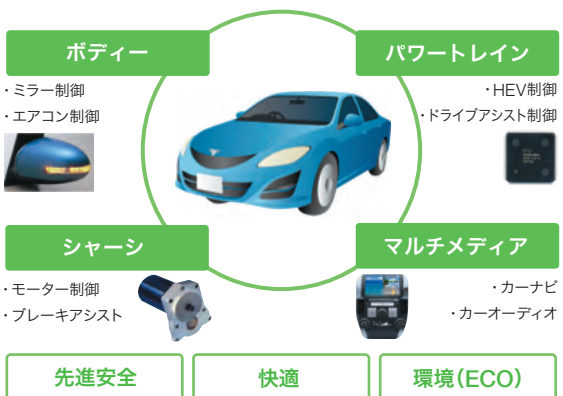 ボディー
・ミラー制御
・エアコン制御
パワートレイン
・HEV制御
・ドライブアシスト制御
シャーシ
・モーター制御
・ブレーキアシスト
マルチメディア
・カーナビ
・カーオーディオ
先進安全
快適
環境(ECO)